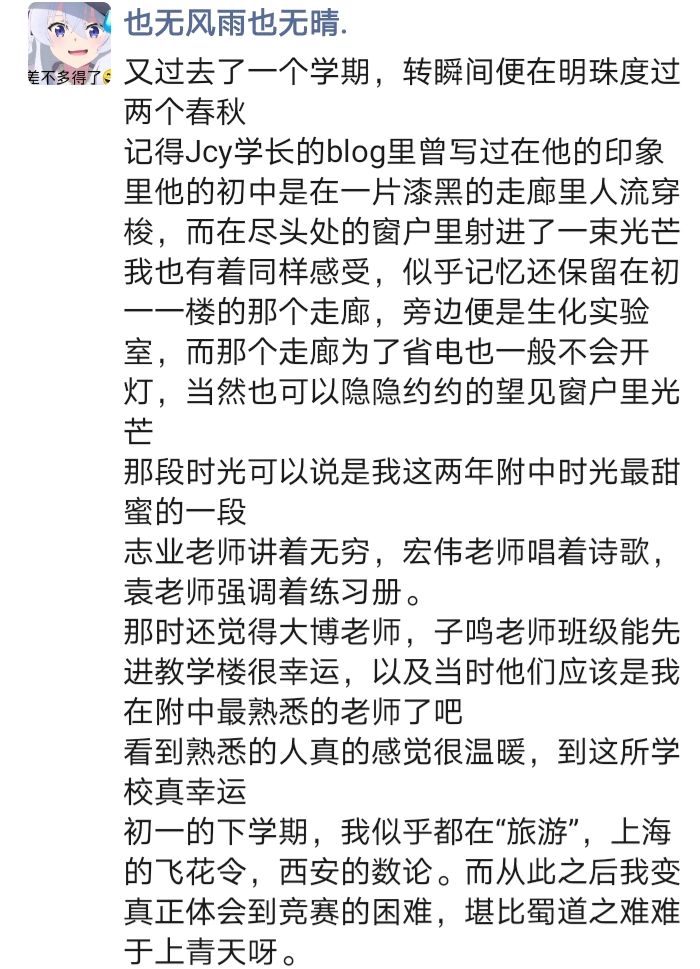 也无风雨也无晴.
差不多得了
又过去了一个学期，转瞬间便在明珠度过
两个春秋
记得Jcy学长的blog里曾写过在他的印象
里他的初中是在一片漆黑的走廊里人流穿
梭，而在尽头处的窗户里射进了一束光芒
我也有着同样感受，似乎记忆还保留在初
一一楼的那个走廊，旁边便是生化实验
室，而那个走廊为了省电也一般不会开
灯，当然也可以隐隐约约的望见窗户里光
芒
那段时光可以说是我这两年附中时光最甜
蜜的一段
志业老师讲着无穷，宏伟老师唱着诗歌，
袁老师强调着练习册。
那时还觉得大博老师，子鸣老师班级能先
进教学楼很幸运，以及当时他们应该是我
在附中最熟悉的老师了吧
看到熟悉的人真的感觉很温暖，到这所学
校真幸运
初一的下学期，我似乎都在“旅游”，上海
的飞花令，西安的数论。而从此之后我变
真正体会到竞赛的困难，堪比蜀道之难难
于上青天呀。